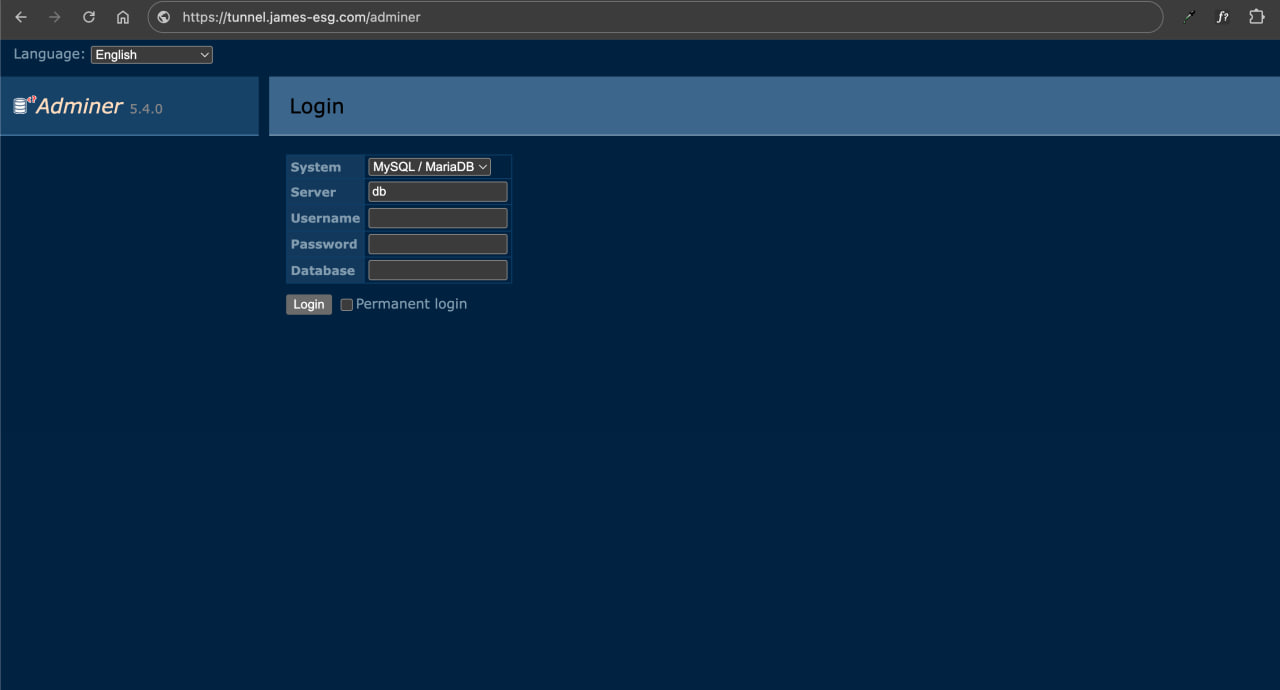 https://tunnel.james-esg.com/adminer
f?
Language: English
Adminer 5.4.0
Login
System MySQL / MariaDB
Server db
Username
Password
Database
Login Permanent login